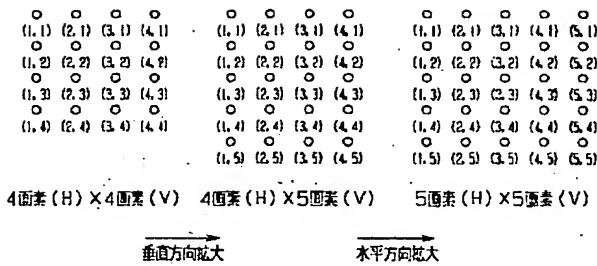 (1, 1) (2, 1) (3, 1) (4, 1) (1, 1) (2, 1) (3, 1) (4, 1) (1, 1) (2, 1) (3, 1) (4, 1) (5, 1)
(1, 2) (2, 2) (3, 2) (4, 2) (1, 2) (2, 2) (3, 2) (4, 2) (1, 2) (2, 2) (3, 2) (4, 2) (5, 2)
(1, 3) (2, 3) (3, 3) (4, 3) (1, 3) (2, 3) (3, 3) (4, 3) (1, 3) (2, 3) (3, 3) (4, 3) (5, 3)
(1, 4) (2, 4) (3, 4) (4, 4) (1, 4) (2, 4) (3, 4) (4, 4) (1, 4) (2, 4) (3, 4) (4, 4) (5, 4)
(1, 5) (2, 5) (3, 5) (4, 5) (1, 5) (2, 5) (3, 5) (4, 5) (5, 5)
4画素(H)×4画素(V) 4画素(H)×5画素(V) 5画素(H)×5画素(V)
垂直方向拡大 水平方向拡大